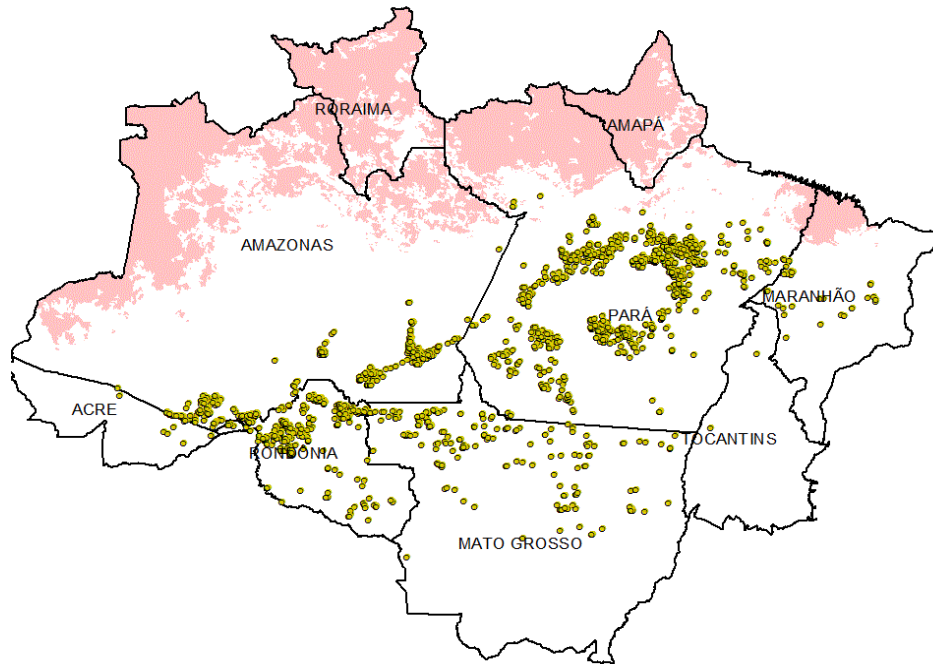 RORAIMA
AMAPÁ
AMAZONAS
MARANHÃO
PARÁ
ACRE
TOCANTINS
RONDÔNIA
MATO GROSSO